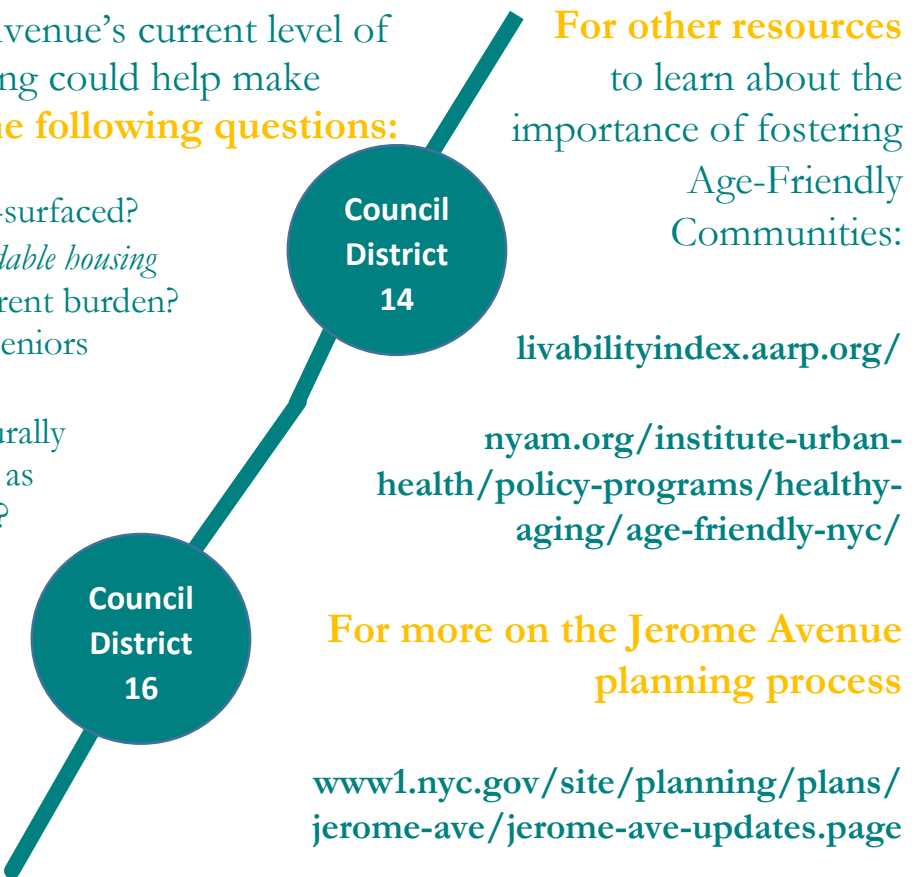 Avenue's current level of
ng could help make
e following questions:
-surfaced?
dable housing
rent burden?
eniors
urally
as
?
Council
District
14
Council
District
16
For other resources
to learn about the
importance of fostering
Age-Friendly
Communities:
livabilityindex.aarp.org/
nyam.org/institute-urban-
health/policy-programs/healthy-
aging/age-friendly-nyc/
For more on the Jerome Avenue
planning process
www1.nyc.gov/site/planning/plans/
jerome-ave/jerome-ave-updates.page